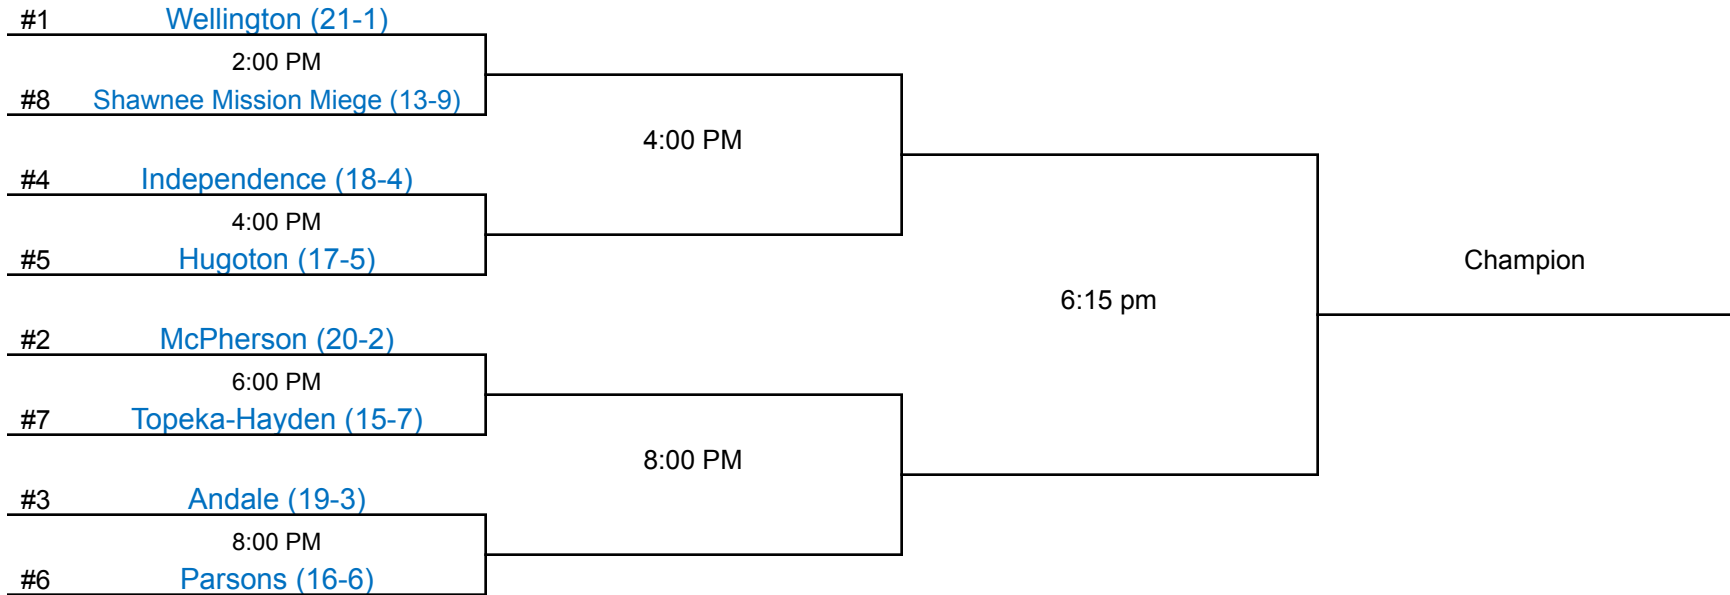 #1 Wellington (21-1)
2:00 PM
#8 Shawnee Mission Miege (13-9)
4:00 PM
#4 Independence (18-4)
4:00 PM
#5 Hugoton (17-5)
Champion
6:15 pm
#2 McPherson (20-2)
6:00 PM
#7 Topeka-Hayden (15-7)
8:00 PM
#3 Andale (19-3)
8:00 PM
#6 Parsons (16-6)